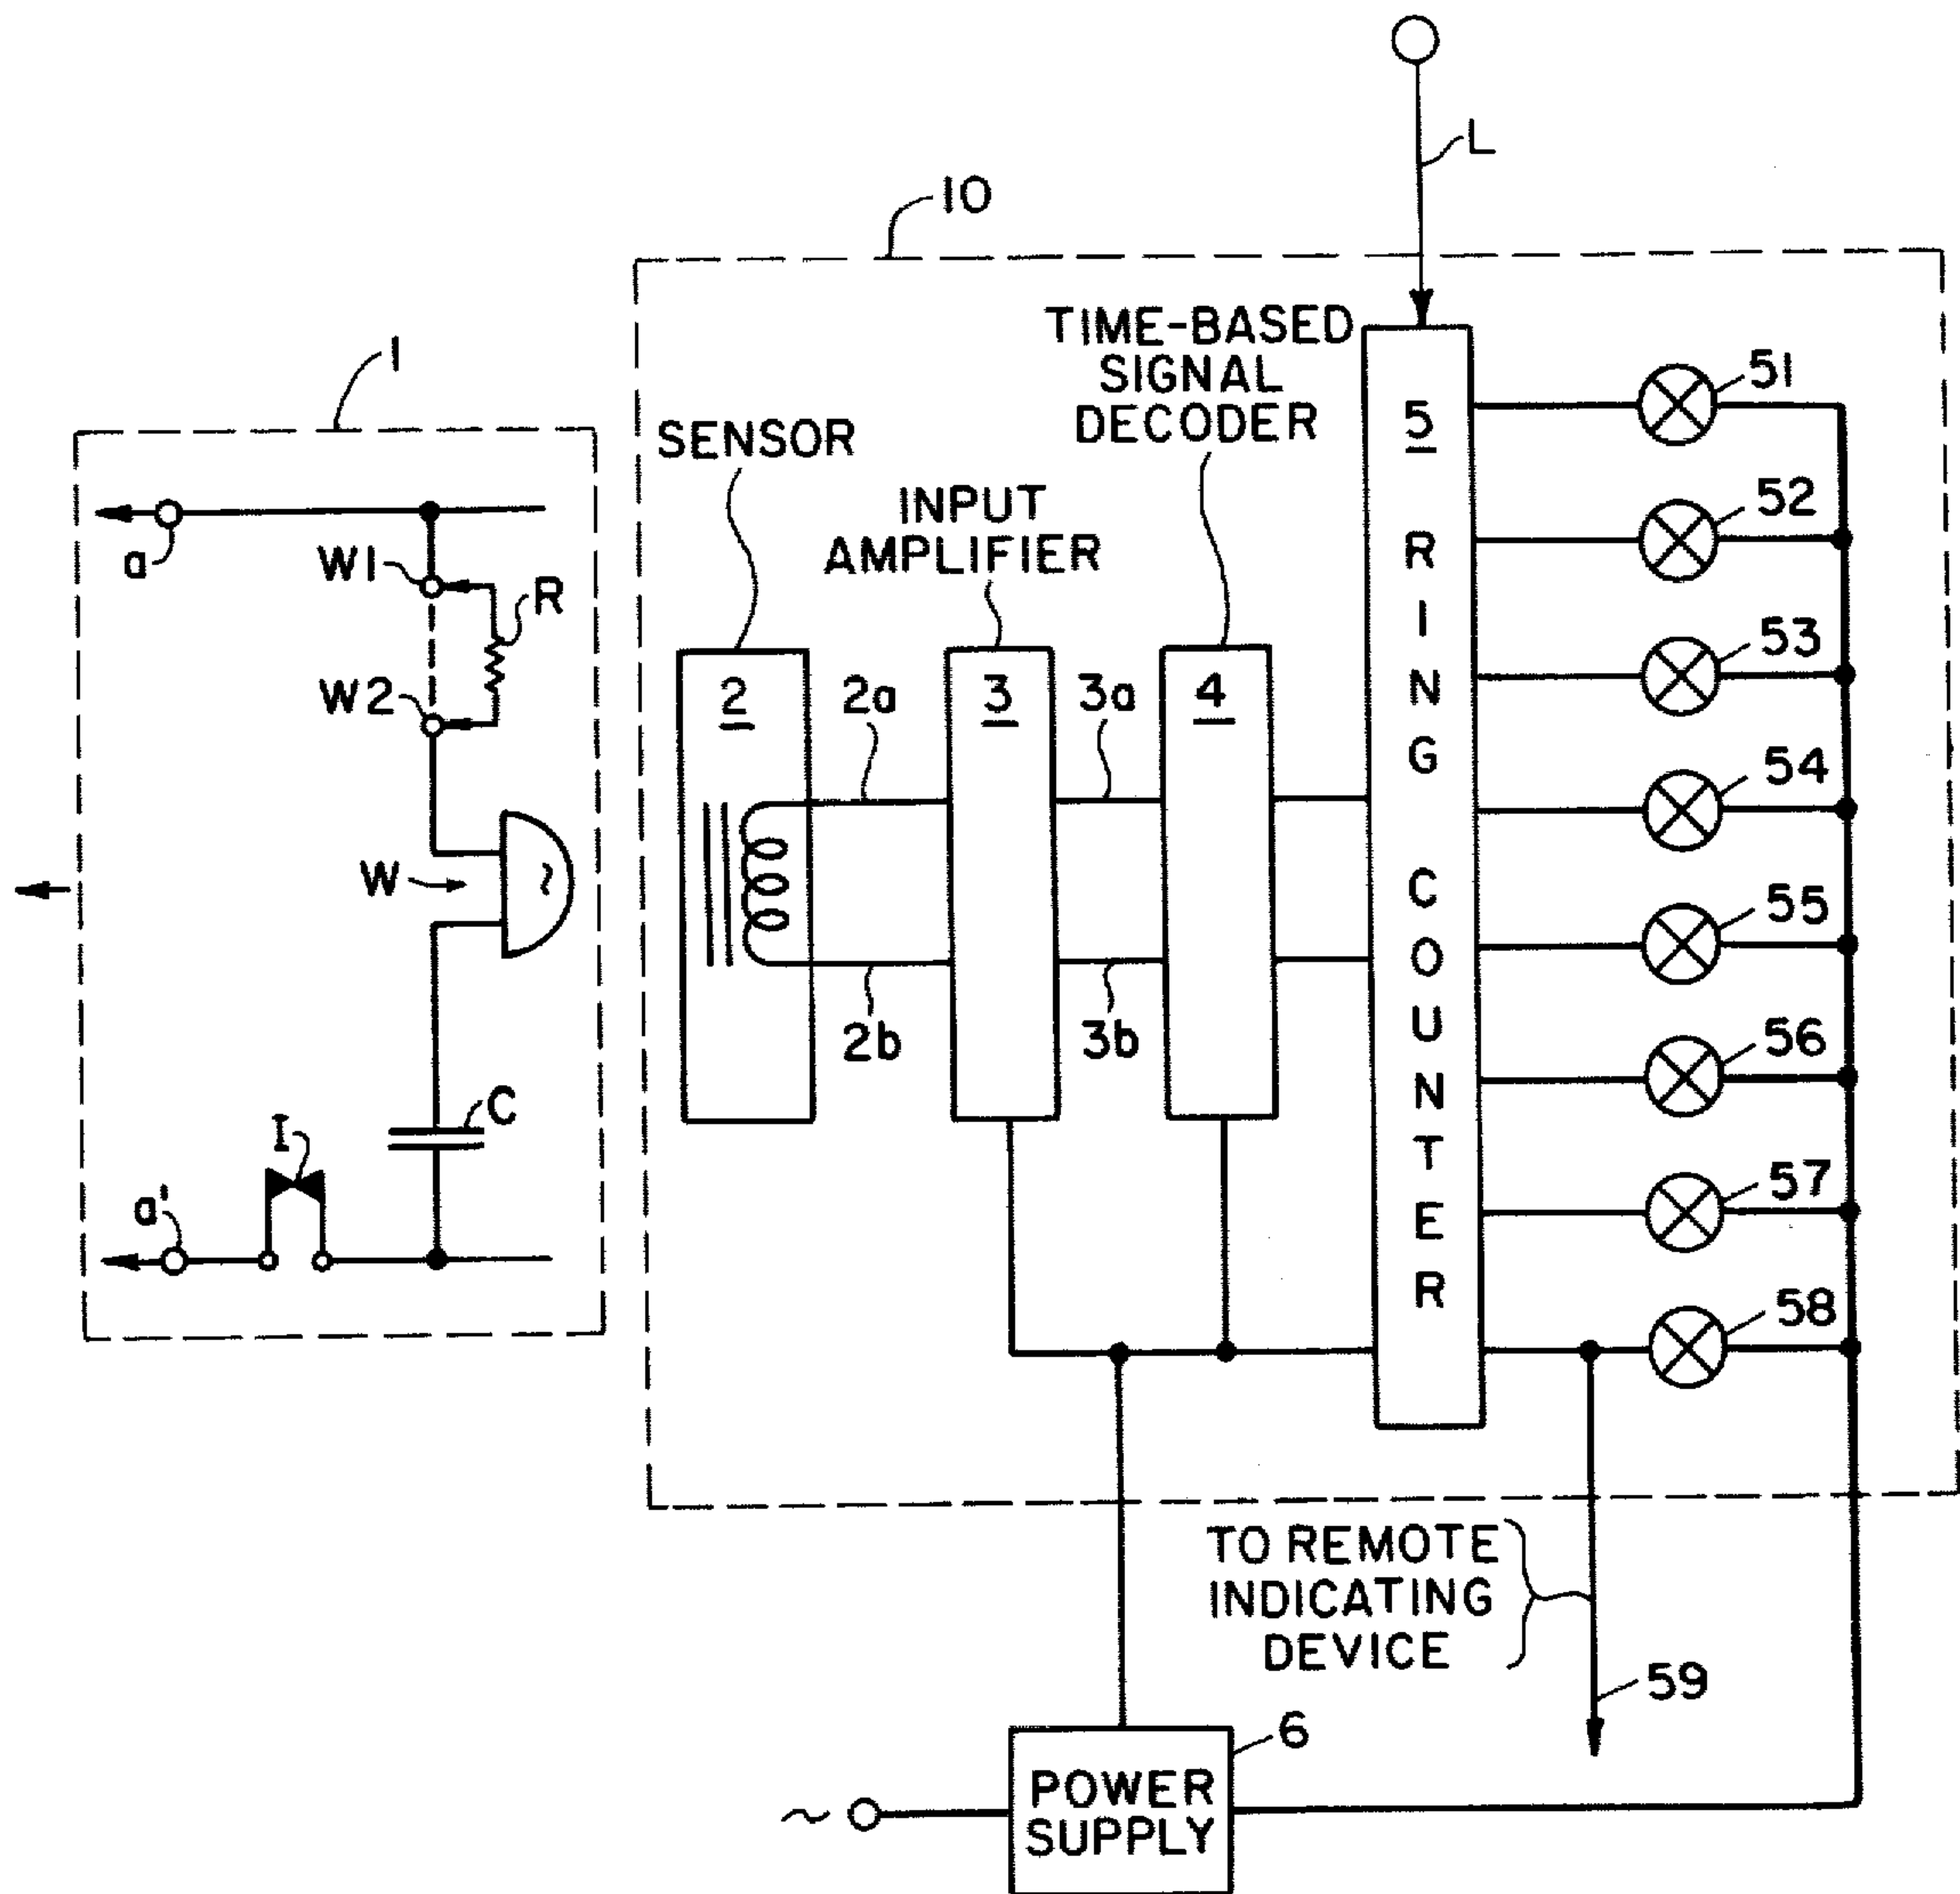 L
10
TIME-BASED
SIGNAL
DECODER
1
SENSOR
INPUT
AMPLIFIER
a
W1
R
W2
W
C
I
a'
2
2a
2b
3
3a
3b
4
5
RING COUNTER
51
52
53
54
55
56
57
58
TO REMOTE
INDICATING
DEVICE
59
6
POWER
SUPPLY
~
~